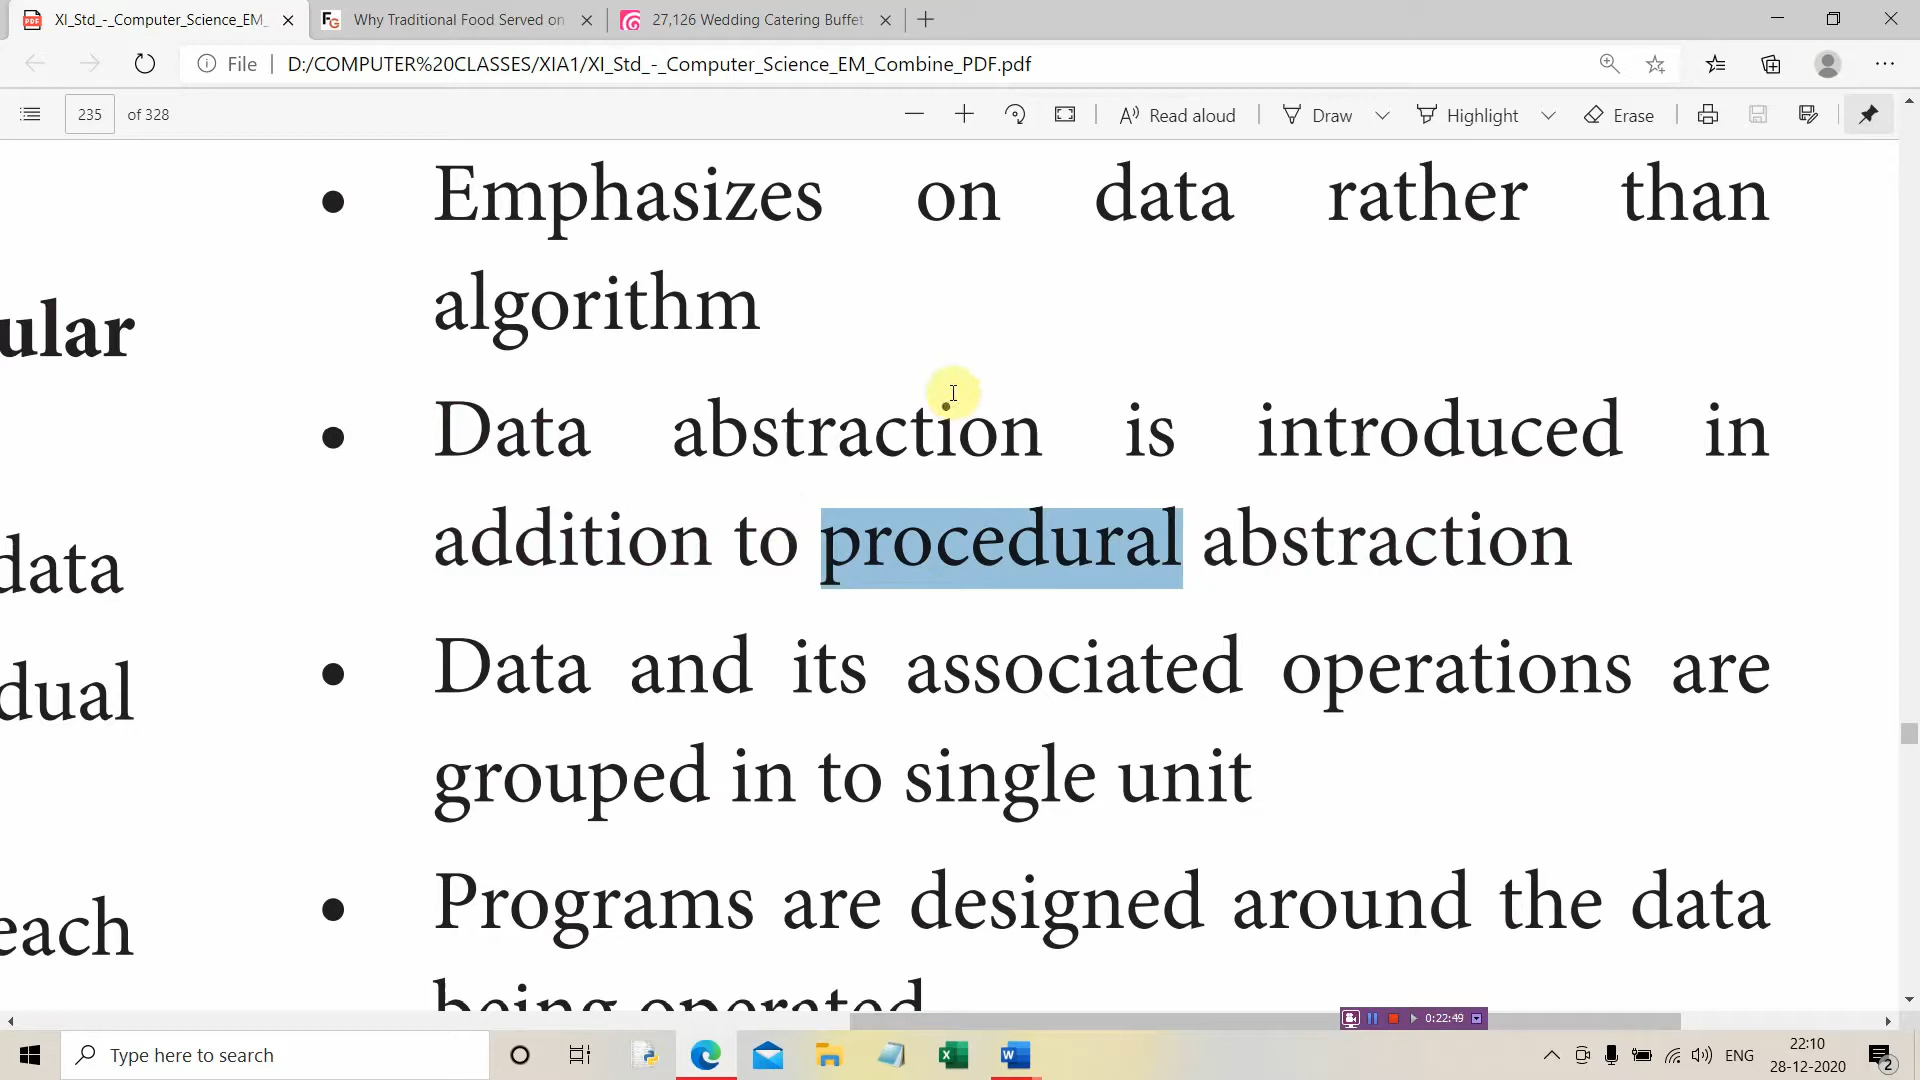 XI_Std_-_Computer_Science_EM_
Why Traditional Food Served on
27,126 Wedding Catering Buffet
File
D:/COMPUTER%20CLASSES/XIA1/XI_Std_-_Computer_Science_EM_Combine_PDF.pdf
235 of 328
Read aloud
Draw
Highlight
Erase
• Emphasizes on data rather than
algorithm
ular
• Data abstraction is introduced in
addition to procedural abstraction
data
• Data and its associated operations are
dual
grouped in to single unit
• Programs are designed around the data
each
being operated
0:22:49
Type here to search
ENG
22:10
28-12-2020
2